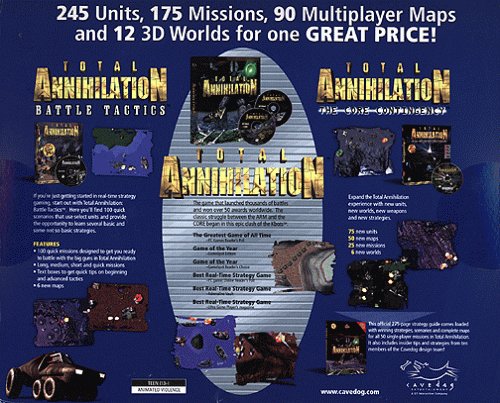 245 Units, 175 Missions, 90 Multiplayer Maps
and 12 3D Worlds for one GREAT PRICE!
TOTAL
ANNIHILATION
BATTLE TACTICS™
If you're just getting started in real-time strategy
gaming, start out with Total Annihilation:
Battle Tactics™. Here you'll find 100 quick
scenarios that use select units and provide
the opportunity to learn several basic and
some not so basic strategies.
FEATURES
• 100 quick missions designed to get you ready
to battle with the big guns in Total Annihilation
• Long, medium, short and quick missions
• Text boxes to get quick tips on beginning
and advanced tactics
• 6 new maps
TOTAL
ANNIHILATION
TOTAL
ANNIHILATION
The game that launched thousands of battles
and won over 50 awards worldwide. The
classic struggle between the ARM and the
CORE began in this epic clash of the Kbots™.
The Greatest Game of All Time
Game of the Year
Game of the Year
Best Real-Time Strategy Game
Best Real-Time Strategy Game
TOTAL
ANNIHILATION
THE CORE CONTINGENCY
Expand the Total Annihilation
experience with new units,
new worlds, new weapons
and new strategies.
75 new units
50 new maps
25 new missions
6 new worlds
This official 275-page strategy guide comes loaded
with winning strategies, scenarios and complete maps
for all 50 single-player missions in Total Annihilation.
It also includes insider tips and strategies from ten
members of the Cavedog design team!
TEEN (13+)
ANIMATED VIOLENCE
www.cavedog.com
cavedog
ENTERTAINMENT